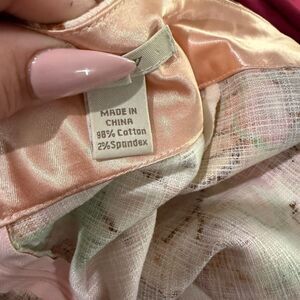 MADE IN
CHINA
98% Cotton
2% Spandex